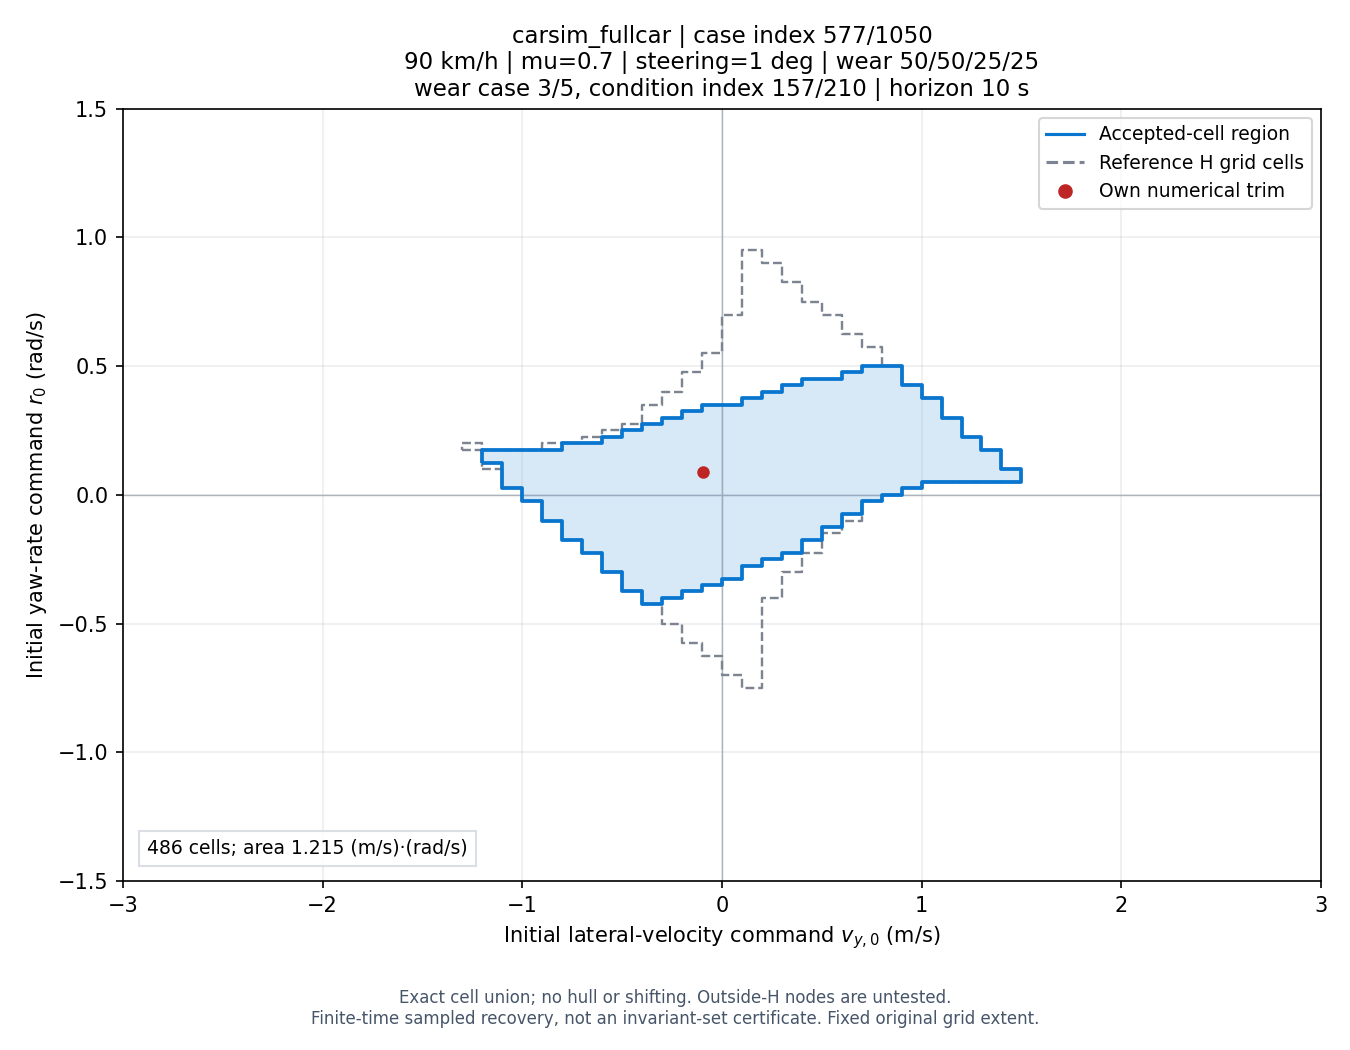 carsim_fullcar | case index 577/1050
90 km/h | mu=0.7 | steering=1 deg | wear 50/50/25/25
wear case 3/5, condition index 157/210 | horizon 10 s
Accepted-cell region
Reference H grid cells
Own numerical trim
1.5
1.0
0.5
0.0
−0.5
−1.0
−1.5
Initial yaw-rate command r0 (rad/s)
486 cells; area 1.215 (m/s)·(rad/s)
−3
−2
−1
0
1
2
3
Initial lateral-velocity command vy,0 (m/s)
Exact cell union; no hull or shifting. Outside-H nodes are untested.
Finite-time sampled recovery, not an invariant-set certificate. Fixed original grid extent.